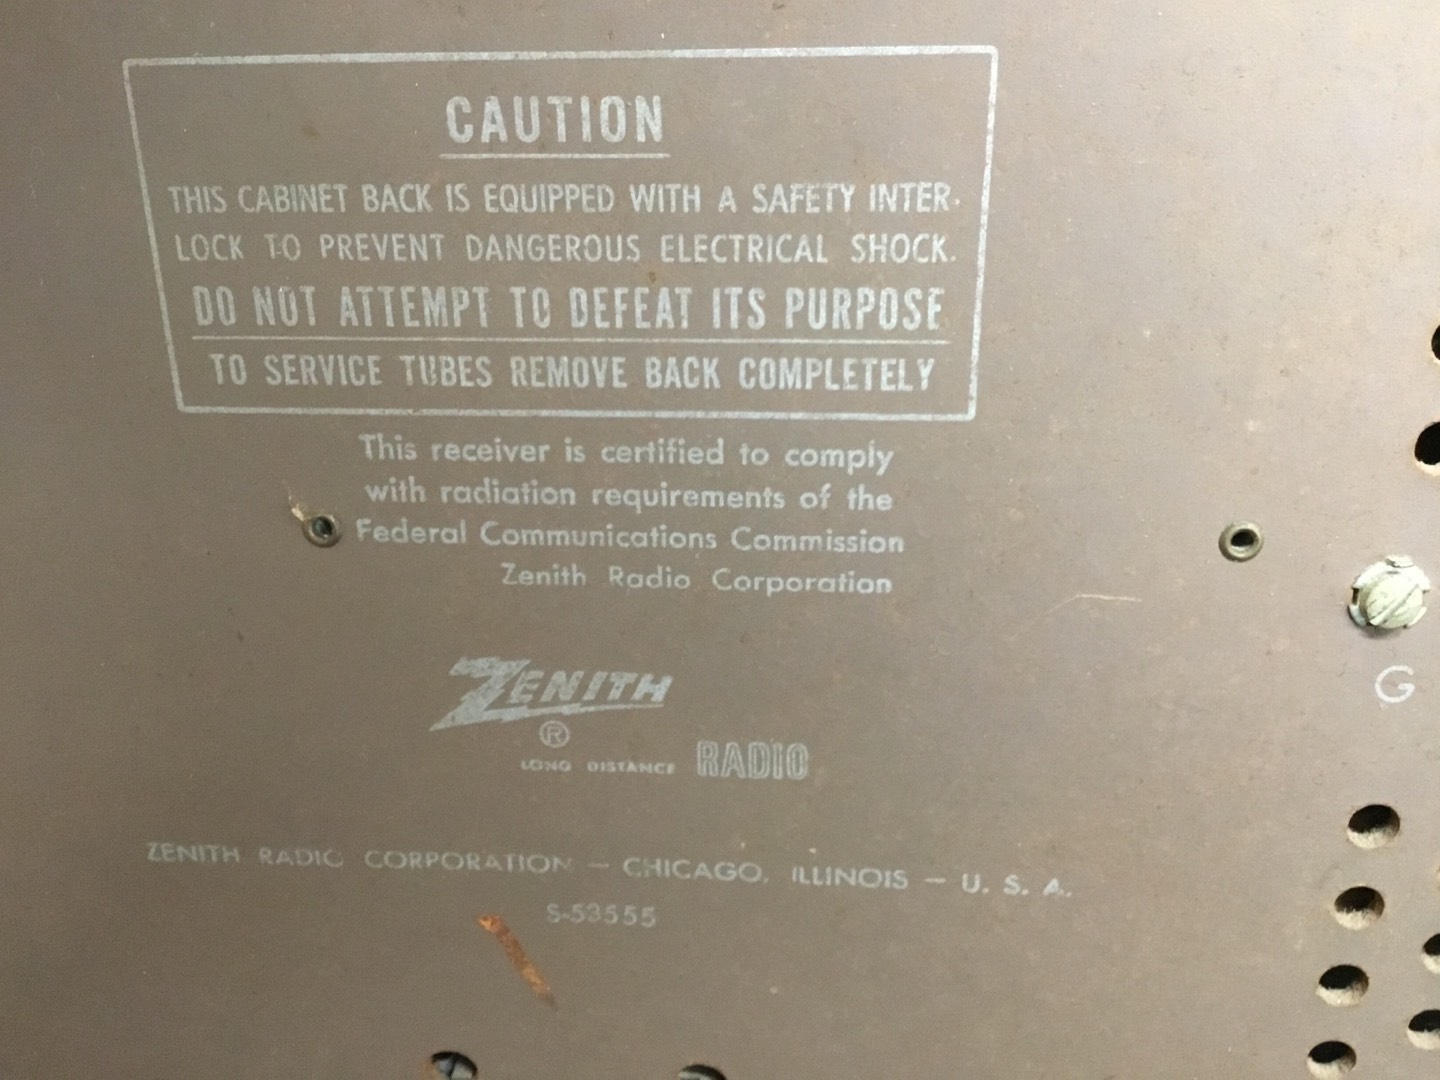 CAUTION
THIS CABINET BACK IS EQUIPPED WITH A SAFETY INTER-
LOCK TO PREVENT DANGEROUS ELECTRICAL SHOCK.
DO NOT ATTEMPT TO DEFEAT ITS PURPOSE
TO SERVICE TUBES REMOVE BACK COMPLETELY
This receiver is certified to comply
with radiation requirements of the
Federal Communications Commission
Zenith Radio Corporation
ZENITH
®
LONG DISTANCE RADIO
G
ZENITH RADIO CORPORATION – CHICAGO, ILLINOIS – U. S. A.
S-53555